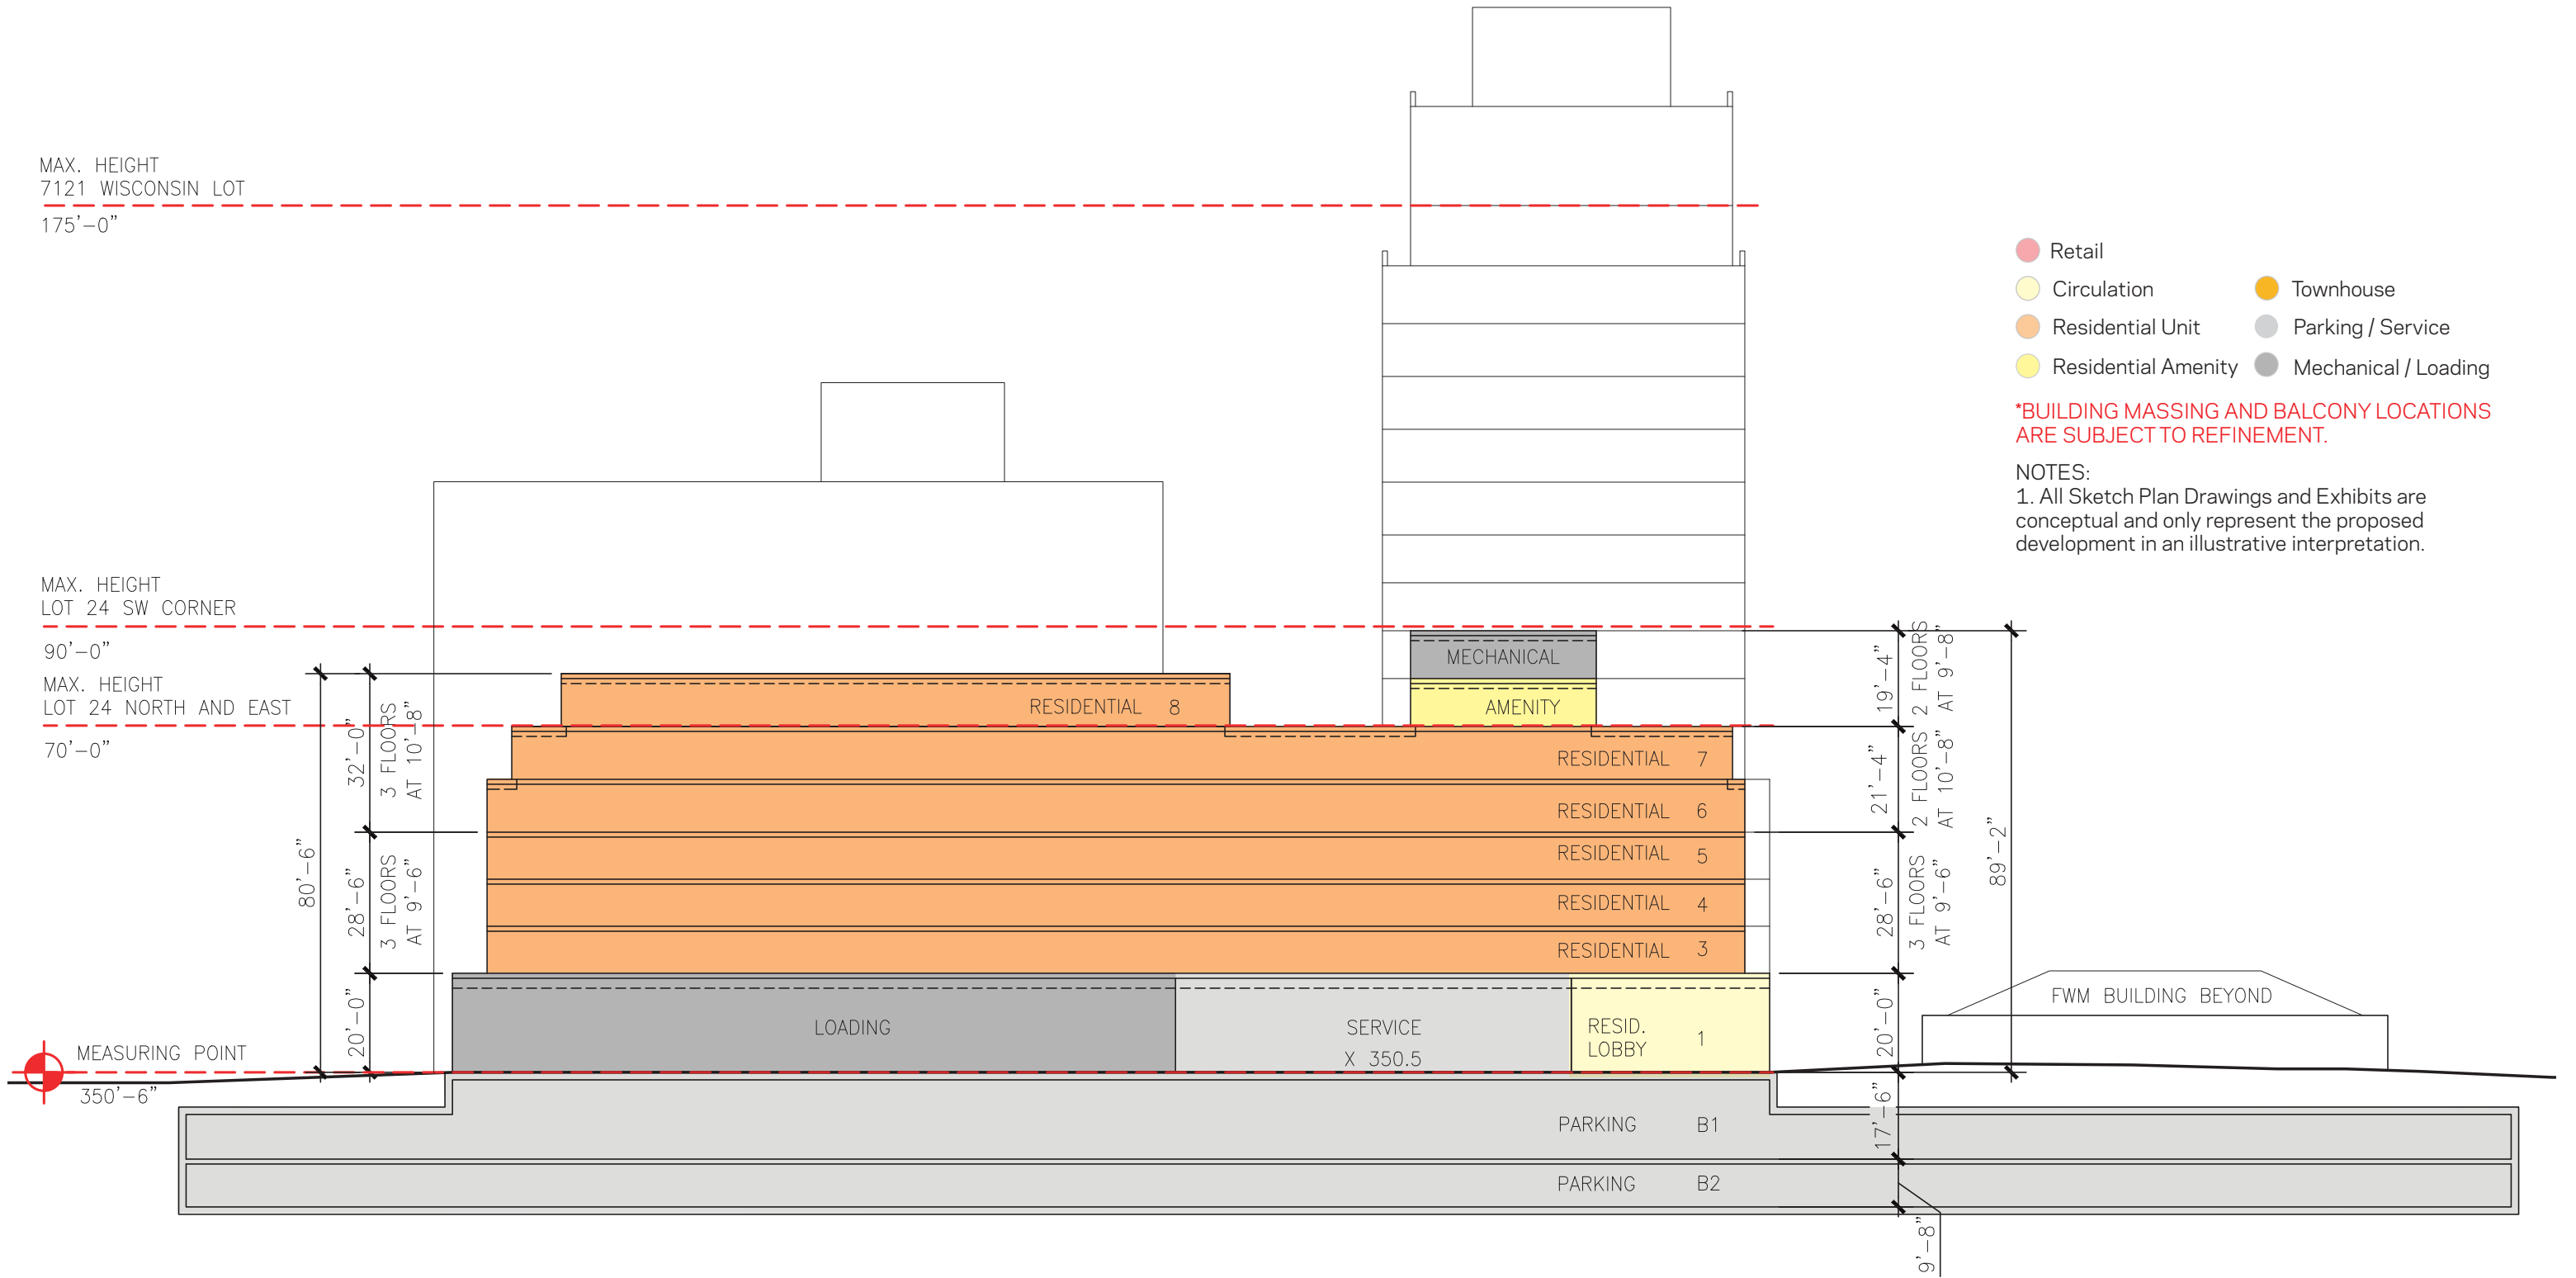 MAX. HEIGHT
7121 WISCONSIN LOT
175'-0"
Retail
Circulation
Townhouse
Residential Unit
Parking / Service
Residential Amenity
Mechanical / Loading
*BUILDING MASSING AND BALCONY LOCATIONS
ARE SUBJECT TO REFINEMENT.
NOTES:
1. All Sketch Plan Drawings and Exhibits are
conceptual and only represent the proposed
development in an illustrative interpretation.
MAX. HEIGHT
LOT 24 SW CORNER
90'-0"
MAX. HEIGHT
LOT 24 NORTH AND EAST
70'-0"
80'-6"
32'-0"
3 FLOORS
AT 10'-8"
28'-6"
3 FLOORS
AT 9'-6"
20'-0"
MECHANICAL
AMENITY
RESIDENTIAL 8
RESIDENTIAL 7
RESIDENTIAL 6
RESIDENTIAL 5
RESIDENTIAL 4
RESIDENTIAL 3
LOADING
SERVICE
X 350.5
RESID.
LOBBY
1
19'-4"
2 FLOORS
AT 9'-8"
21'-4"
2 FLOORS
AT 10'-8"
28'-6"
3 FLOORS
AT 9'-6"
20'-0"
89'-2"
FWM BUILDING BEYOND
MEASURING POINT
350'-6"
17'-6"
PARKING B1
PARKING B2
9'-8"